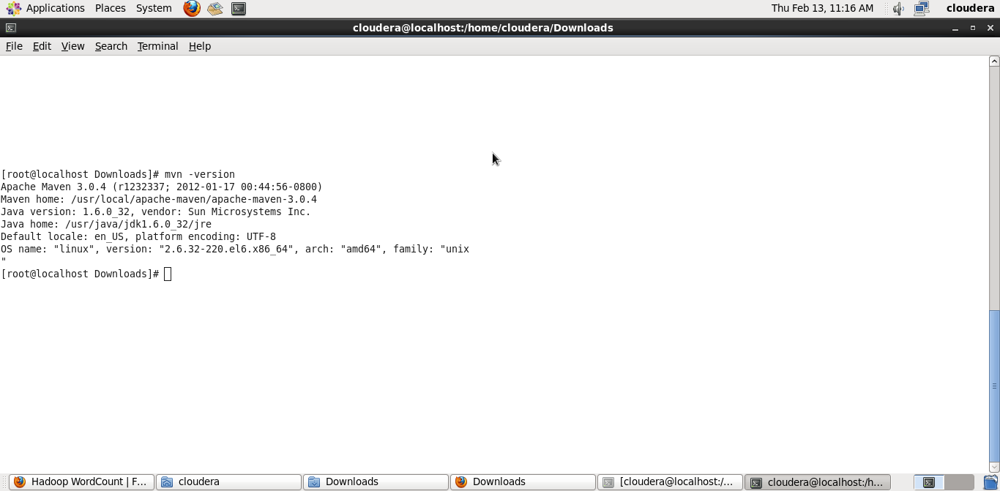 Applications Places System Thu Feb 13, 11:16 AM cloudera
cloudera@localhost:/home/cloudera/Downloads
File Edit View Search Terminal Help
[root@localhost Downloads]# mvn -version
Apache Maven 3.0.4 (r1232337; 2012-01-17 00:44:56-0800)
Maven home: /usr/local/apache-maven/apache-maven-3.0.4
Java version: 1.6.0_32, vendor: Sun Microsystems Inc.
Java home: /usr/java/jdk1.6.0_32/jre
Default locale: en_US, platform encoding: UTF-8
OS name: "linux", version: "2.6.32-220.el6.x86_64", arch: "amd64", family: "unix
"
[root@localhost Downloads]#
Hadoop WordCount | F... cloudera Downloads Downloads [cloudera@localhost:/... cloudera@localhost:/h...